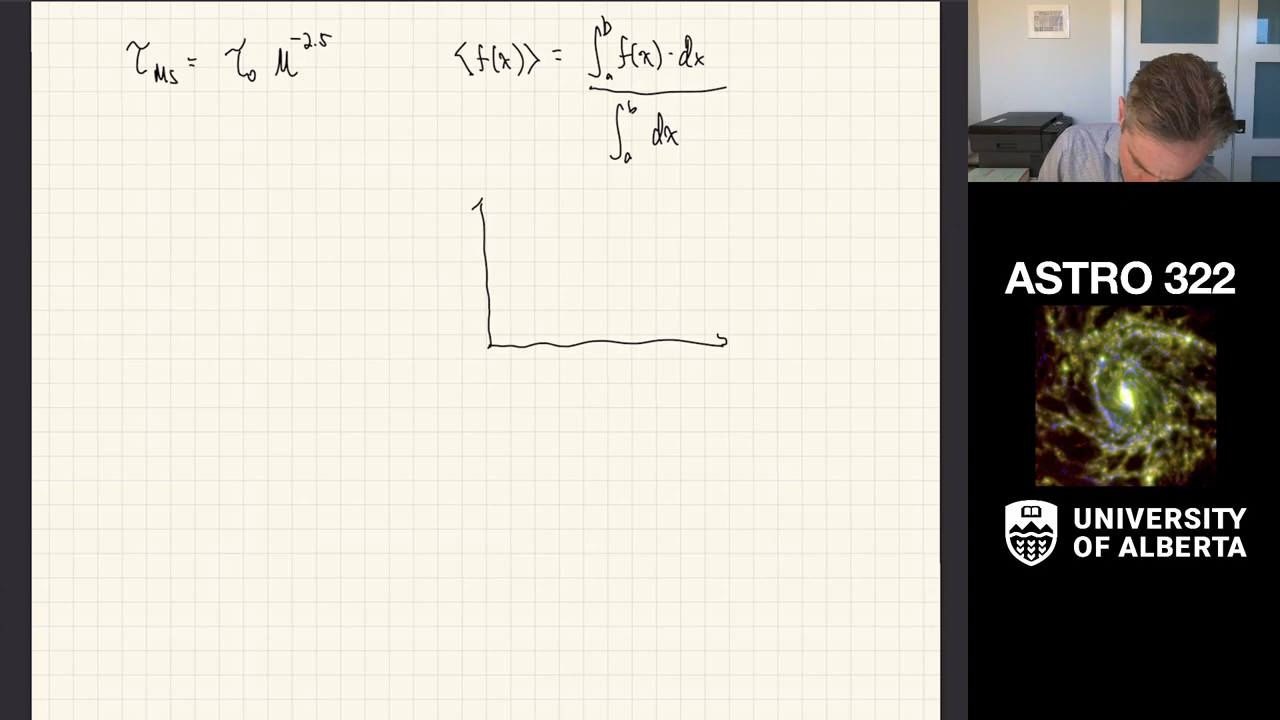 τ_MS = τ_0 M^-2.5
⟨f(x)⟩ = ∫_a^b f(x) · dx / ∫_a^b dx
ASTRO 322
UNIVERSITY
OF ALBERTA